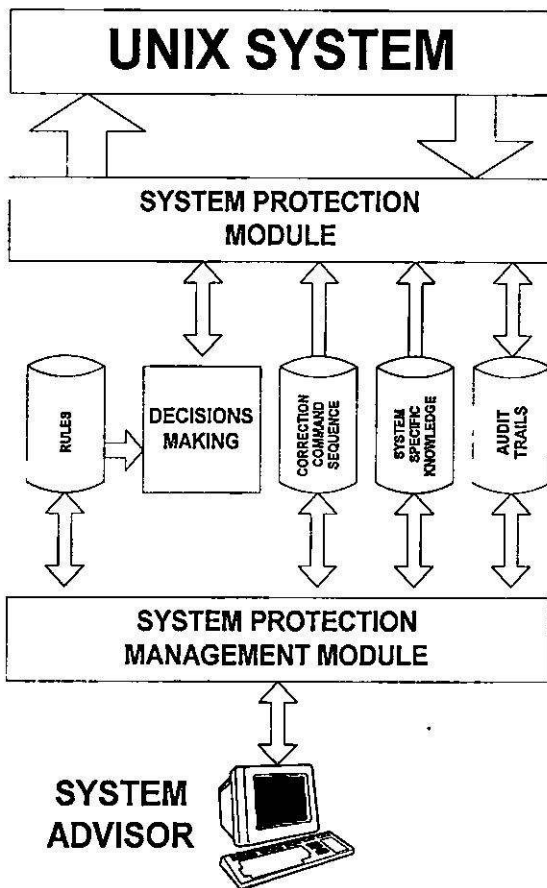 UNIX SYSTEM
SYSTEM PROTECTION
MODULE
RULES
DECISIONS
MAKING
CORRECTION
COMMAND
SEQUENCE
SYSTEM
SPECIFIC
KNOWLEDGE
AUDIT
TRAILS
SYSTEM PROTECTION
MANAGEMENT MODULE
SYSTEM
ADVISOR